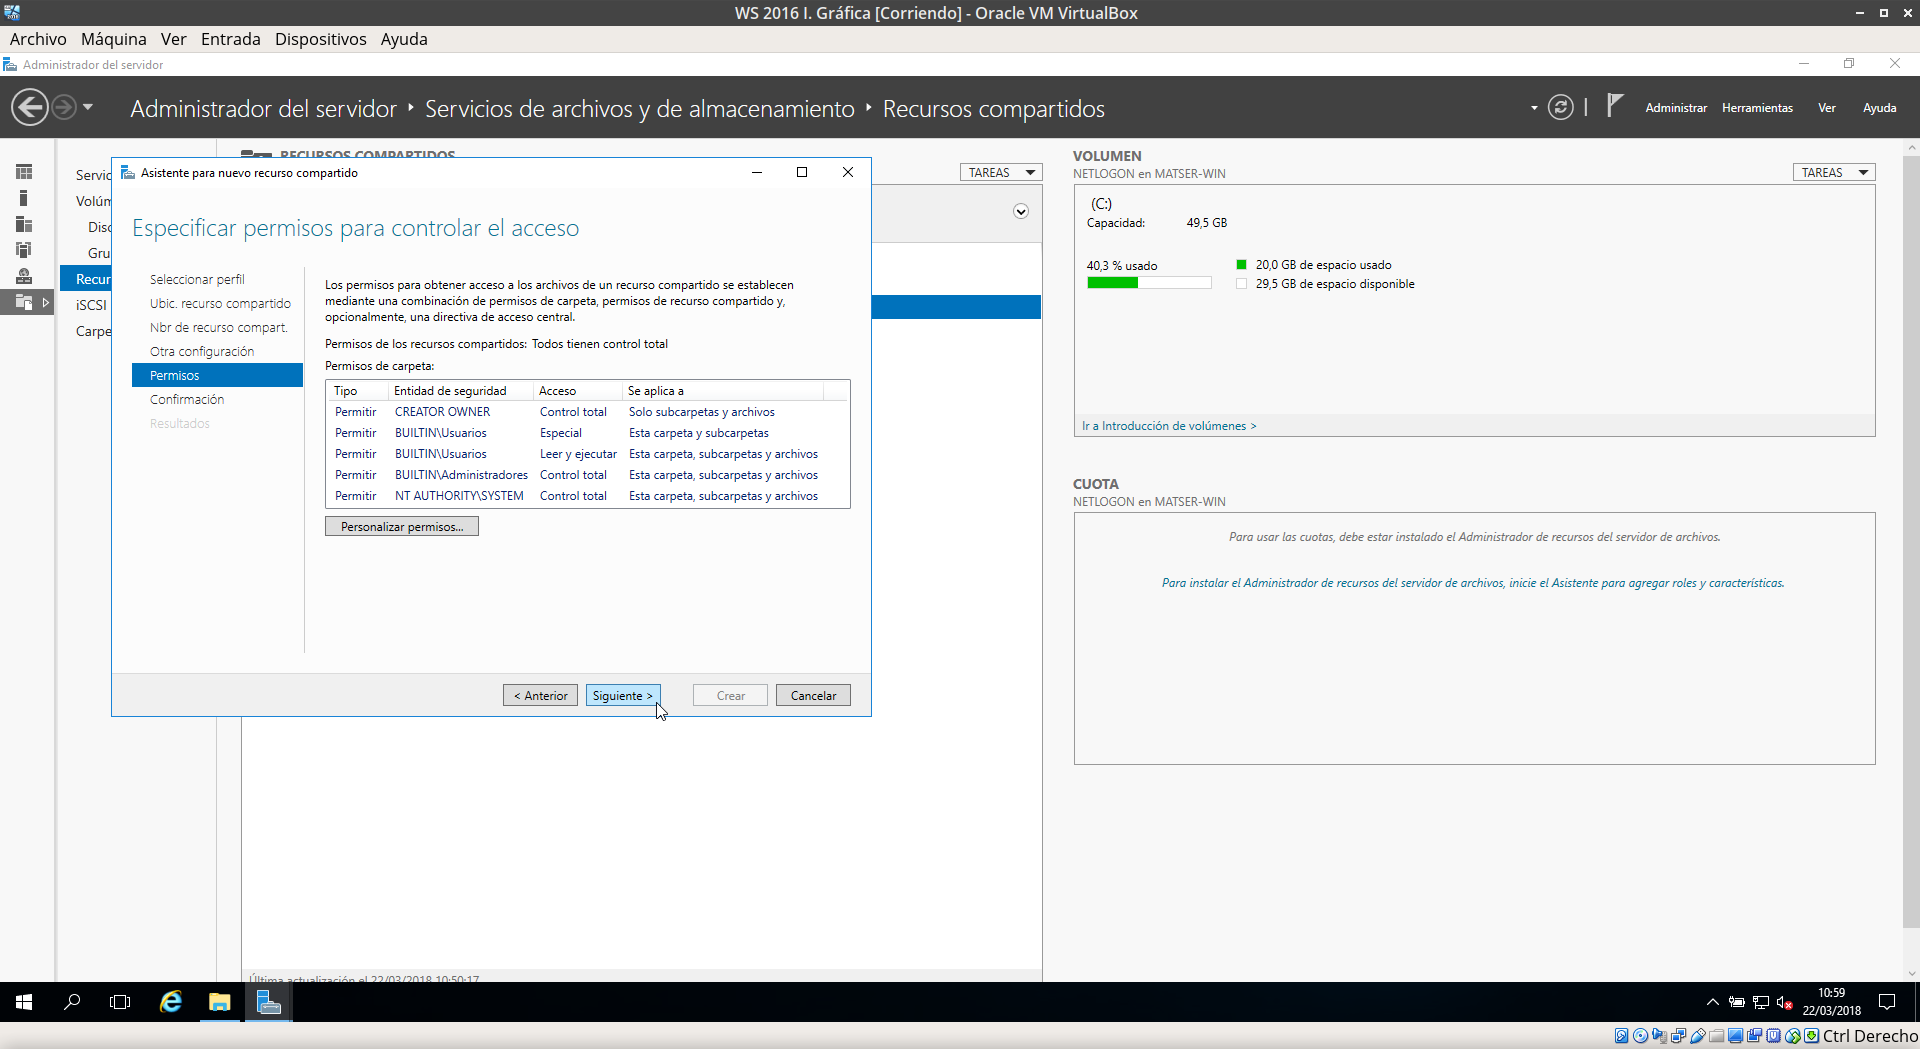 WS 2016 I. Gráfica [Corriendo] - Oracle VM VirtualBox
Archivo Máquina Ver Entrada Dispositivos Ayuda
Administrador del servidor
Administrador del servidor ‣ Servicios de archivos y de almacenamiento ‣ Recursos compartidos
Administrar Herramientas Ver Ayuda
RECURSOS COMPARTIDOS
TAREAS
Servic
Volúm
Disc
Gru
Recur
iSCSI
Carpe
Asistente para nuevo recurso compartido
Especificar permisos para controlar el acceso
Seleccionar perfil
Ubic. recurso compartido
Nbr de recurso compart.
Otra configuración
Permisos
Confirmación
Resultados
Los permisos para obtener acceso a los archivos de un recurso compartido se establecen
mediante una combinación de permisos de carpeta, permisos de recurso compartido y,
opcionalmente, una directiva de acceso central.
Permisos de los recursos compartidos: Todos tienen control total
Permisos de carpeta:
Tipo Entidad de seguridad Acceso Se aplica a
Permitir CREATOR OWNER Control total Solo subcarpetas y archivos
Permitir BUILTIN\Usuarios Especial Esta carpeta y subcarpetas
Permitir BUILTIN\Usuarios Leer y ejecutar Esta carpeta, subcarpetas y archivos
Permitir BUILTIN\Administradores Control total Esta carpeta, subcarpetas y archivos
Permitir NT AUTHORITY\SYSTEM Control total Esta carpeta, subcarpetas y archivos
Personalizar permisos...
< Anterior Siguiente > Crear Cancelar
Última actualización el 22/03/2018 10:50:17
VOLUMEN
NETLOGON en MATSER-WIN
TAREAS
(C:)
Capacidad: 49,5 GB
40,3 % usado
20,0 GB de espacio usado
29,5 GB de espacio disponible
Ir a Introducción de volúmenes >
CUOTA
NETLOGON en MATSER-WIN
Para usar las cuotas, debe estar instalado el Administrador de recursos del servidor de archivos.
Para instalar el Administrador de recursos del servidor de archivos, inicie el Asistente para agregar roles y características.
10:59
22/03/2018
Ctrl Derecho